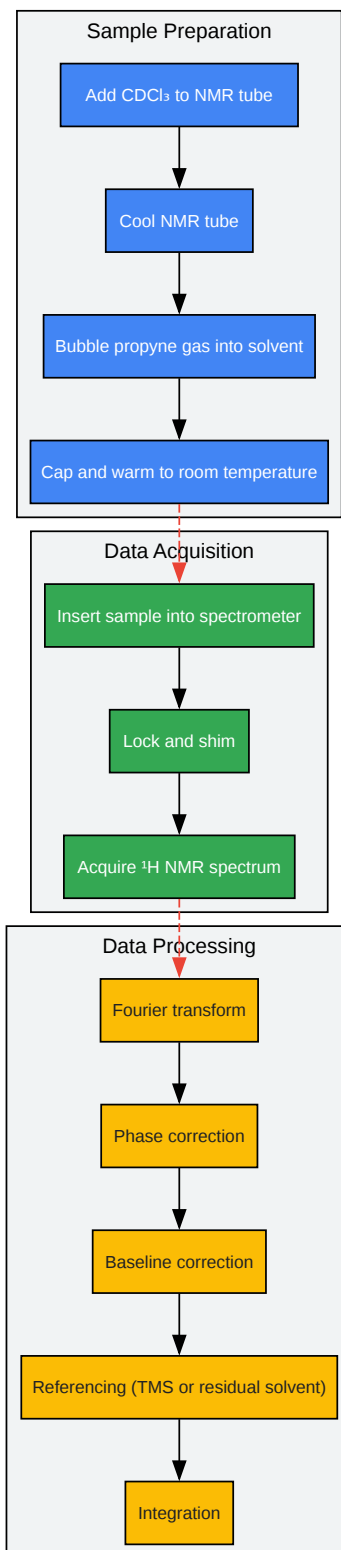 Sample Preparation
Add CDCl₃ to NMR tube
Cool NMR tube
Bubble propyne gas into solvent
Cap and warm to room temperature
Data Acquisition
Insert sample into spectrometer
Lock and shim
Acquire ¹H NMR spectrum
Data Processing
Fourier transform
Phase correction
Baseline correction
Referencing (TMS or residual solvent)
Integration